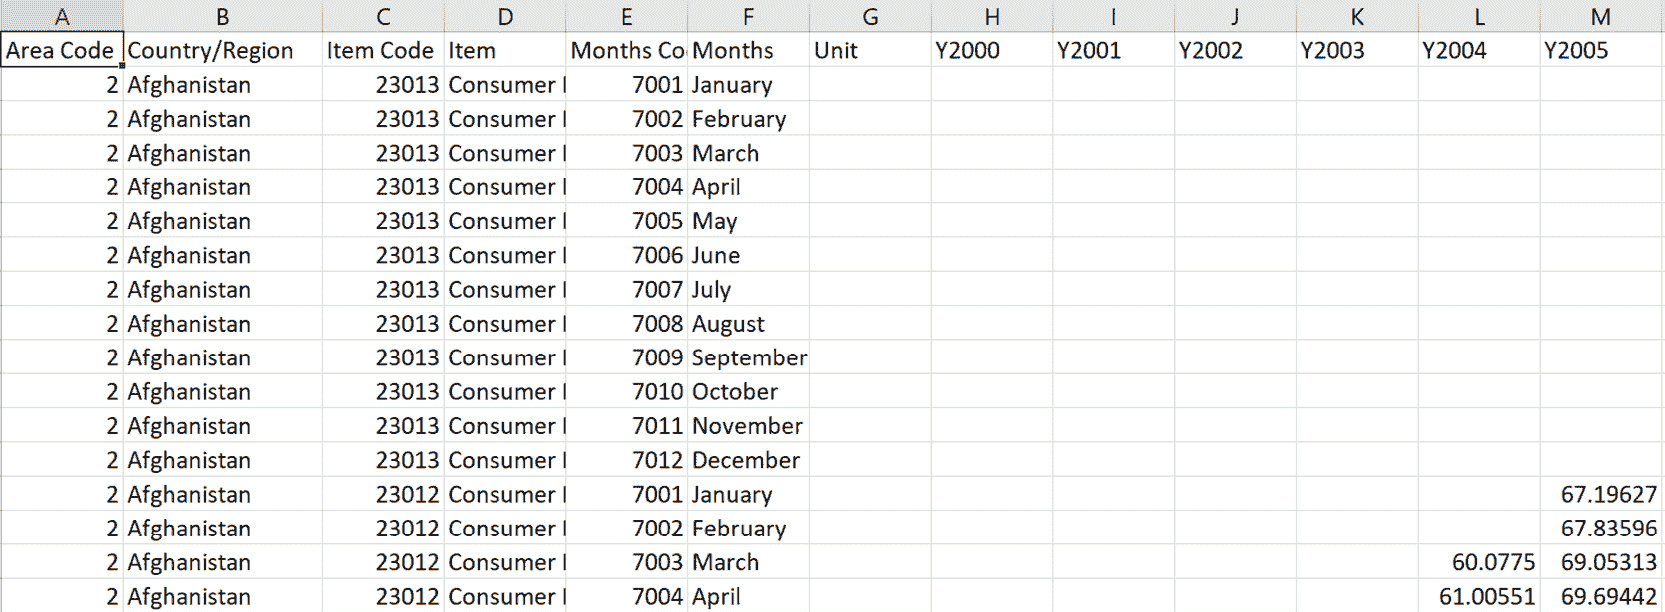 A B C D E F G H I J K L M
Area Code Country/Region Item Code Item Months Co Months Unit Y2000 Y2001 Y2002 Y2003 Y2004 Y2005
2 Afghanistan 23013 Consumer 7001 January
2 Afghanistan 23013 Consumer 7002 February
2 Afghanistan 23013 Consumer 7003 March
2 Afghanistan 23013 Consumer 7004 April
2 Afghanistan 23013 Consumer 7005 May
2 Afghanistan 23013 Consumer 7006 June
2 Afghanistan 23013 Consumer 7007 July
2 Afghanistan 23013 Consumer 7008 August
2 Afghanistan 23013 Consumer 7009 September
2 Afghanistan 23013 Consumer 7010 October
2 Afghanistan 23013 Consumer 7011 November
2 Afghanistan 23013 Consumer 7012 December
2 Afghanistan 23012 Consumer 7001 January 67.19627
2 Afghanistan 23012 Consumer 7002 February 67.83596
2 Afghanistan 23012 Consumer 7003 March 60.0775 69.05313
2 Afghanistan 23012 Consumer 7004 April 61.00551 69.69442